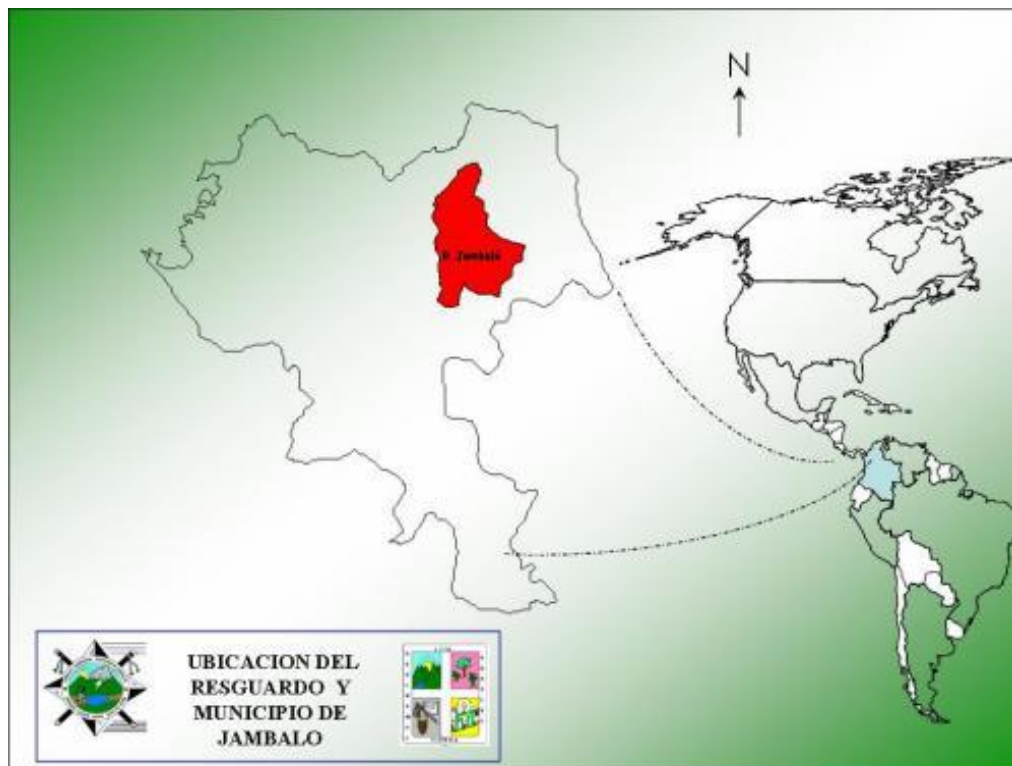 N
R. Jambaló
UBICACION DEL
RESGUARDO Y
MUNICIPIO DE
JAMBALO